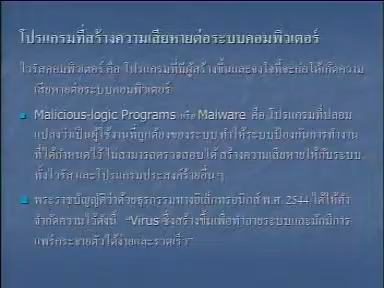 โปรแกรมที่สร้างความเสียหายต่อระบบคอมพิวเตอร์
ไวรัสคอมพิวเตอร์ คือ โปรแกรมที่มีผู้สร้างขึ้นและจงใจที่จะก่อให้เกิดความ
เสียหายต่อระบบคอมพิวเตอร์
Malicious-logic Programs หรือ Malware คือ โปรแกรมที่ปลอม
แปลงว่าเป็นผู้ใช้งานที่ถูกต้องของระบบ ทำให้ระบบป้องกันการทำงาน
ที่ได้กำหนดไว้ไม่สามารถตรวจสอบได้ สร้างความเสียหายให้กับระบบ
ทั้งไวรัส และโปรแกรมประสงค์ร้ายอื่น ๆ
พระราชบัญญัติว่าด้วยธุรกรรมทางอิเล็กทรอนิกส์ พ.ศ. 2544 ได้ให้คำ
จำกัดความไว้ดังนี้ "Virus ซึ่งสร้างขึ้นเพื่อทำลายระบบและมักมีการ
แพร่กระจายตัวได้ง่ายและรวดเร็ว"